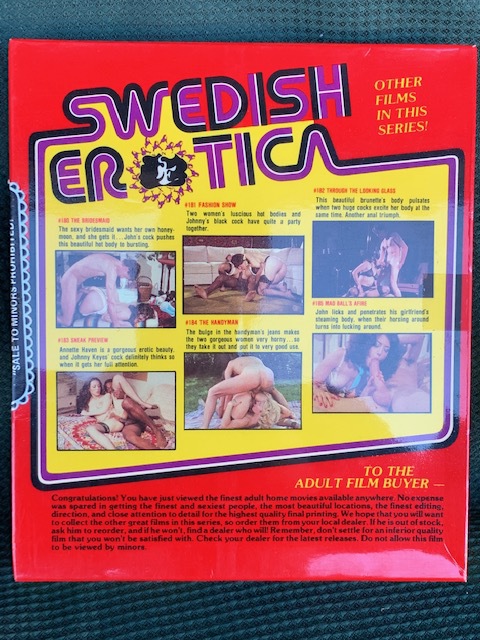 SWEDISH
EROTICA
OTHER
FILMS
IN THIS
SERIES!
"SALE TO MINORS PROHIBITED!
#180 THE BRIDESMAID
The sexy bridesmaid wants her own honey-
moon, and she gets it . . . John's cock pushes
this beautiful hot body to bursting.
#181 FASHION SHOW
Two women's luscious hot bodies and
Johnny's black cock have quite a party
together.
#182 THROUGH THE LOOKING GLASS
This beautiful brunette's body pulsates
when two huge cocks excite her body at the
same time. Another anal triumph.
#183 SNEAK PREVIEW
Annette Haven is a gorgeous erotic beauty,
and Johnny Keyes' cock definitely thinks so
when it gets her full attention.
#184 THE HANDYMAN
The bulge in the handyman's jeans makes
the two gorgeous women very horny...so
they take it out and put it to very good use.
#185 MAD BALL'S AFIRE
John licks and penetrates his girlfriend's
steaming body, when their horsing around
turns into fucking around.
TO THE
ADULT FILM BUYER —
Congratulations! You have just viewed the finest adult home movies available anywhere. No expense
was spared in getting the finest and sexiest people, the most beautiful locations, the finest editing,
direction, and close attention to detail for the highest quality final printing. We hope that you will want
to collect the other great films in this series, so order them from your local dealer. If he is out of stock,
ask him to reorder, and if he won't, find a dealer who will! Remember, don't settle for an inferior quality
film that you won't be satisfied with. Check your dealer for the latest releases. Do not allow this film
to be viewed by minors.